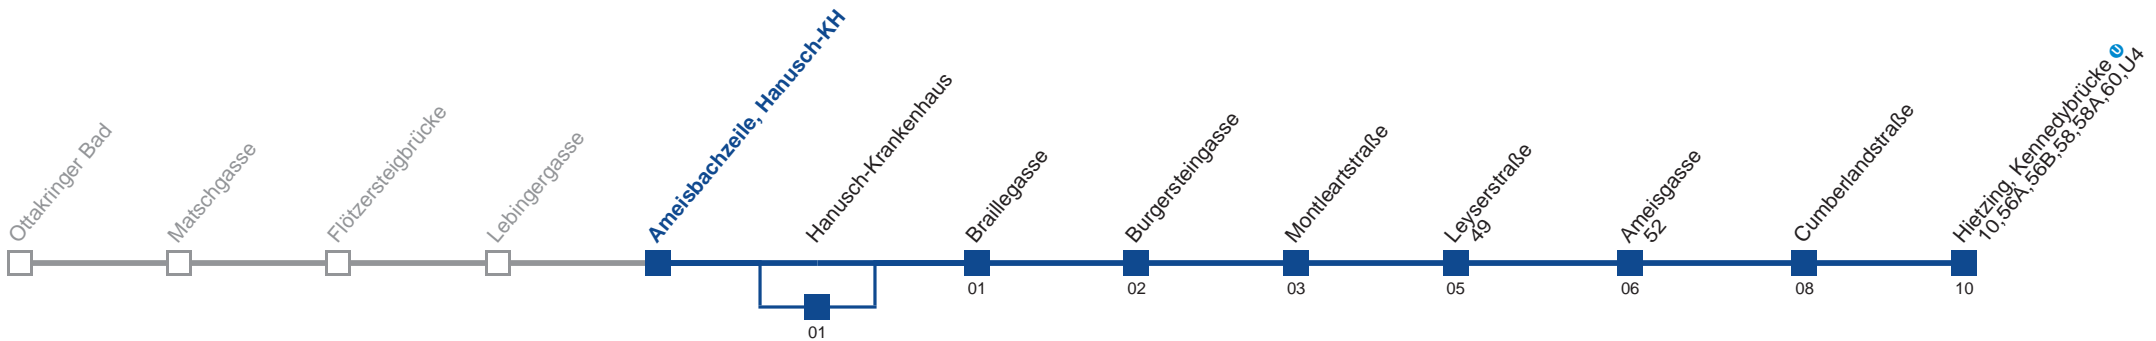 Ottakringer Bad
Matschgasse
Flötzersteigbrücke
Lebingergasse
Ameisbachzeile, Hanusch-KH
Hanusch-Krankenhaus
Braillegasse
Burgersteingasse
Montleartstraße
Leyserstraße
49
Ameisgasse
52
Cumberlandstraße
Hietzing, Kennedybrücke U
10,56A,56B,58,58A,60,U4
01
02
03
05
06
08
10
01